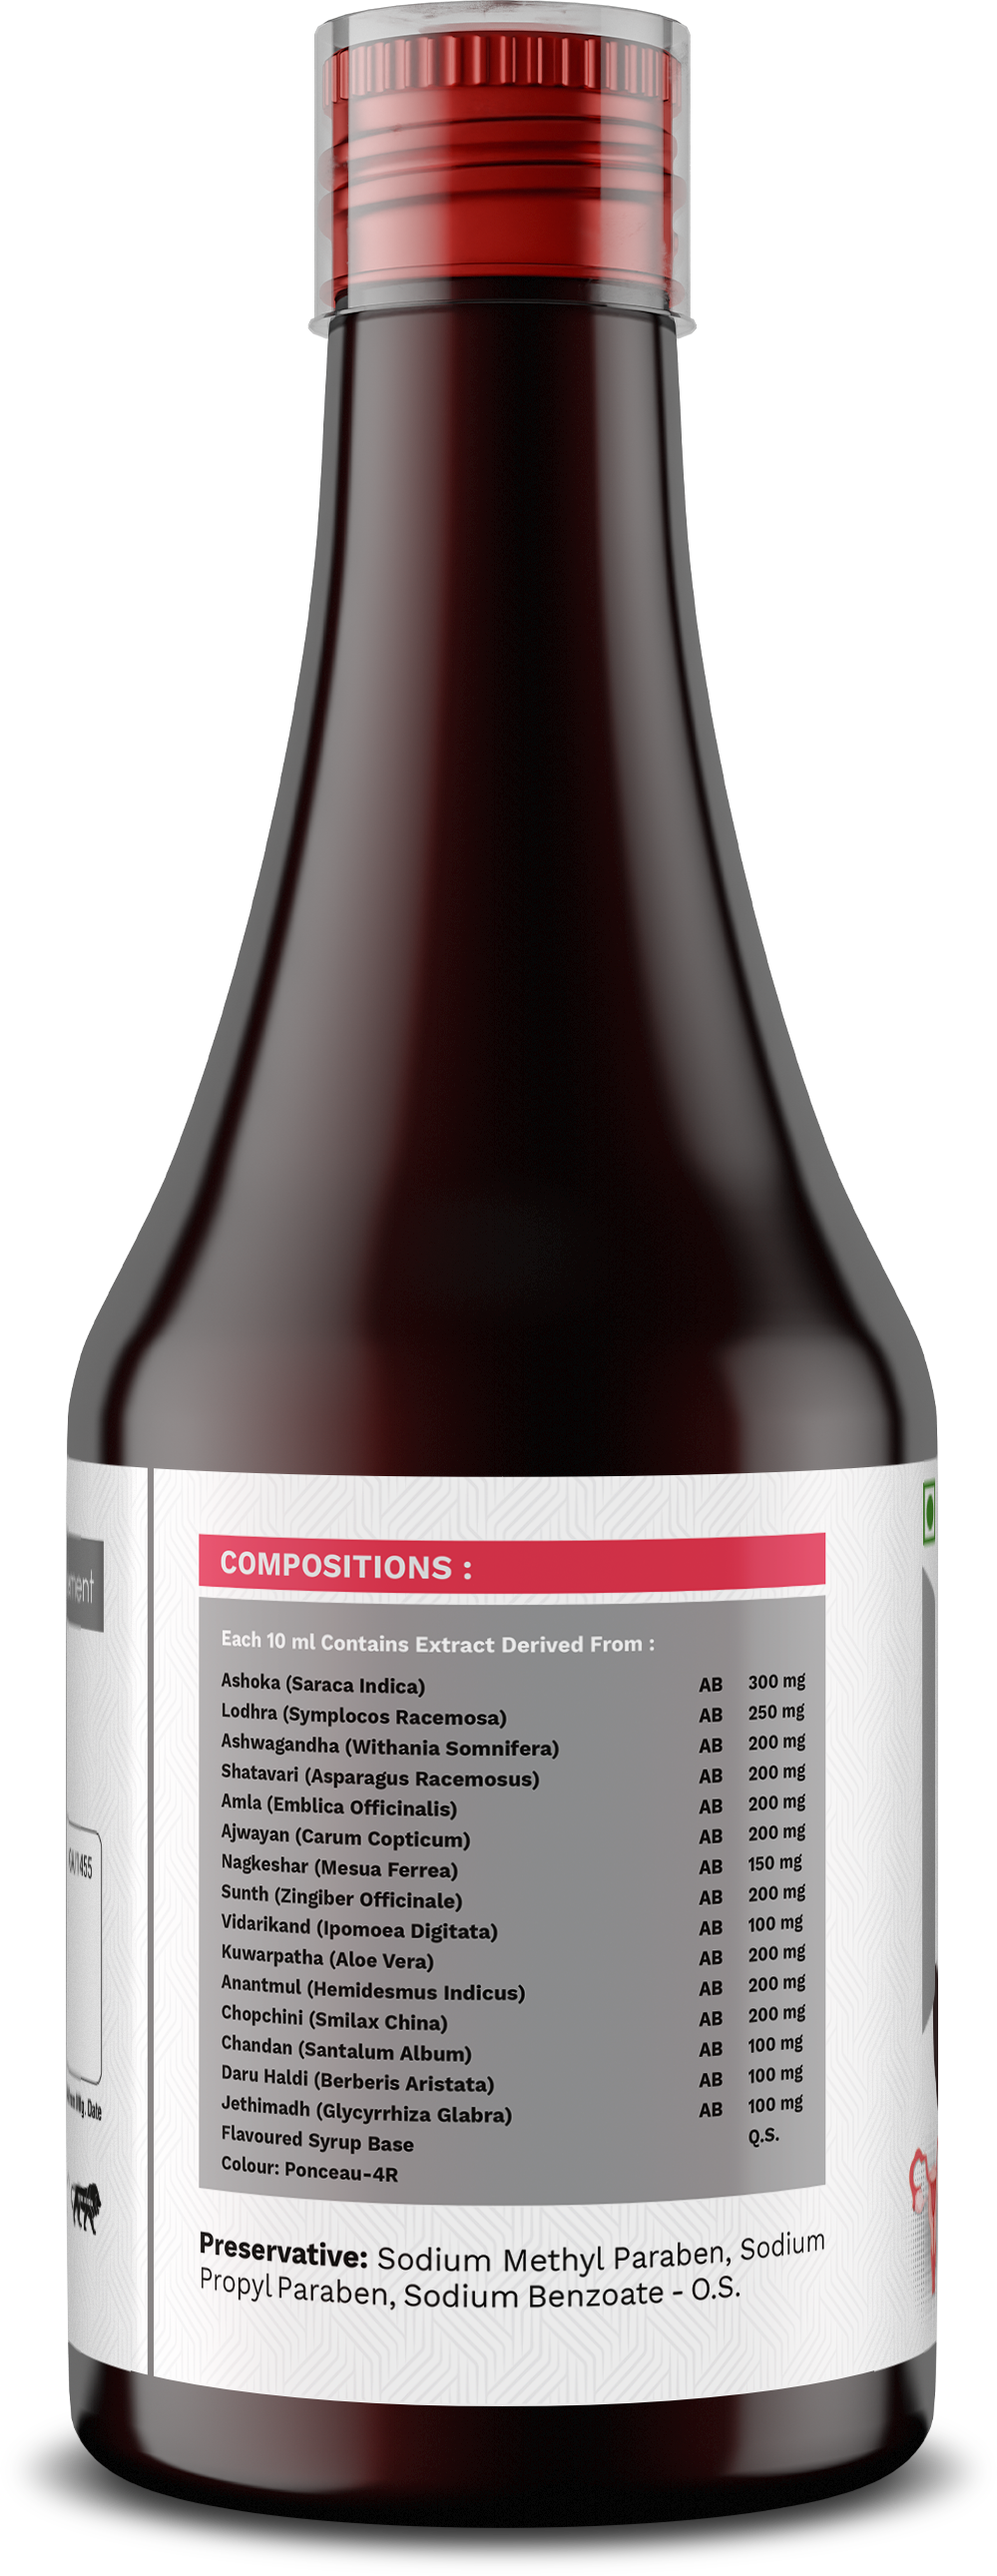 COMPOSITIONS :
Each 10 ml Contains Extract Derived From :
Ashoka (Saraca Indica) AB 300 mg
Lodhra (Symplocos Racemosa) AB 250 mg
Ashwagandha (Withania Somnifera) AB 200 mg
Shatavari (Asparagus Racemosus) AB 200 mg
Amla (Emblica Officinalis) AB 200 mg
Ajwayan (Carum Copticum) AB 200 mg
Nagkeshar (Mesua Ferrea) AB 150 mg
Sunth (Zingiber Officinale) AB 200 mg
Vidarikand (Ipomoea Digitata) AB 100 mg
Kuwarpatha (Aloe Vera) AB 200 mg
Anantmul (Hemidesmus Indicus) AB 200 mg
Chopchini (Smilax China) AB 200 mg
Chandan (Santalum Album) AB 100 mg
Daru Haldi (Berberis Aristata) AB 100 mg
Jethimadh (Glycyrrhiza Glabra) AB 100 mg
Flavoured Syrup Base Q.S.
Colour: Ponceau-4R
Preservative: Sodium Methyl Paraben, Sodium
Propyl Paraben, Sodium Benzoate - O.S.
Mfg. Date